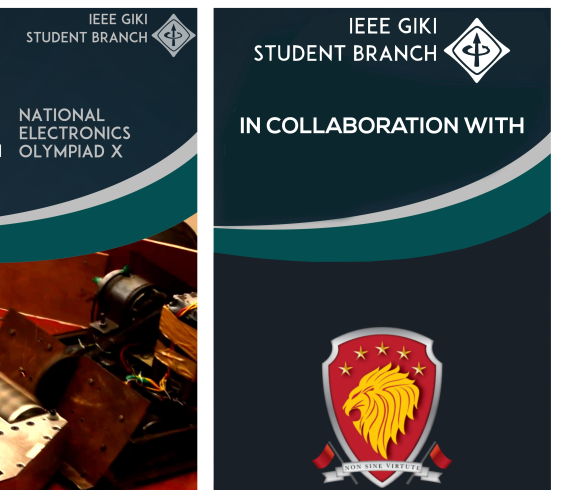 IEEE GIKI
STUDENT BRANCH
NATIONAL
ELECTRONICS
OLYMPIAD X
IEEE GIKI
STUDENT BRANCH
IN COLLABORATION WITH
NON SINE VIRTUTE